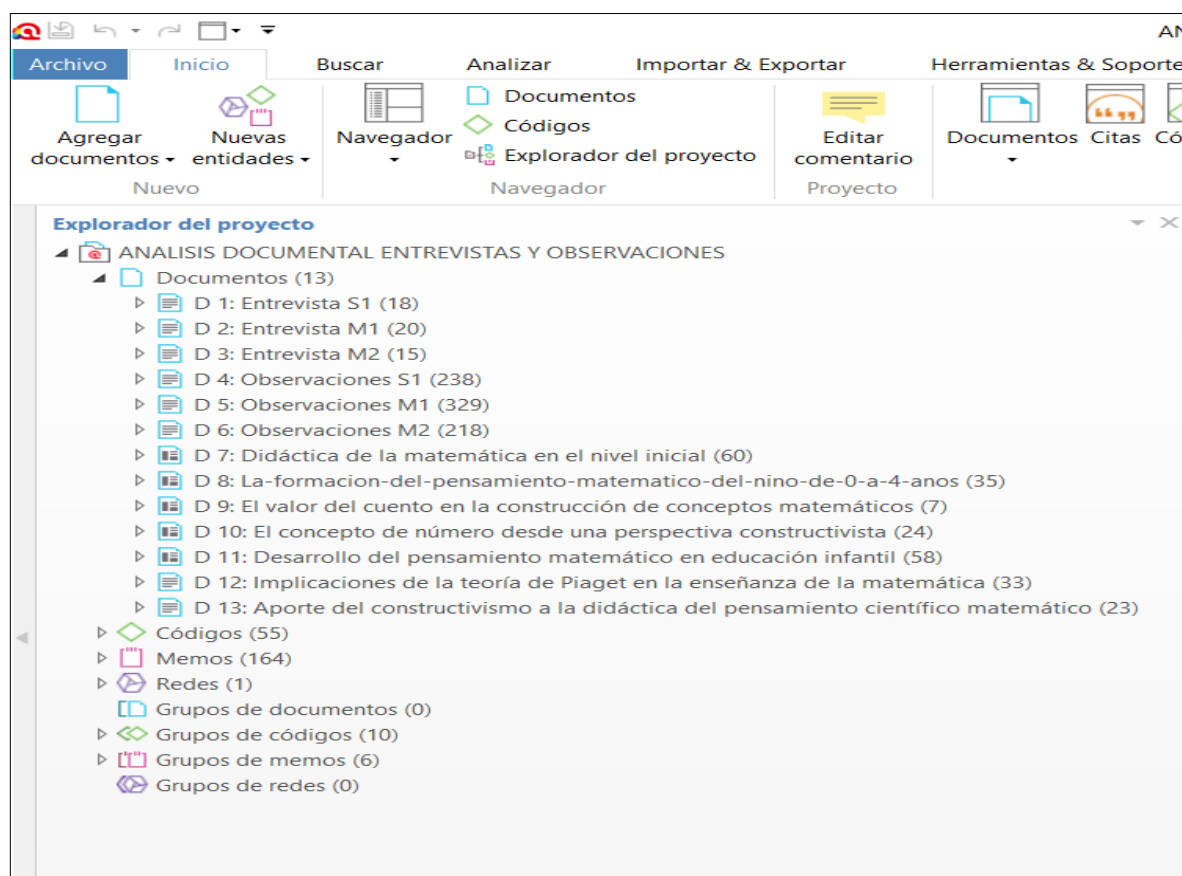 AN
Archivo Inicio Buscar Analizar Importar & Exportar Herramientas & Soporte
Agregar documentos
Nuevas entidades
Nuevo
Navegador
Documentos
Códigos
Explorador del proyecto
Navegador
Editar comentario
Proyecto
Documentos
Citas
Có
Explorador del proyecto
ANALISIS DOCUMENTAL ENTREVISTAS Y OBSERVACIONES
Documentos (13)
D 1: Entrevista S1 (18)
D 2: Entrevista M1 (20)
D 3: Entrevista M2 (15)
D 4: Observaciones S1 (238)
D 5: Observaciones M1 (329)
D 6: Observaciones M2 (218)
D 7: Didáctica de la matemática en el nivel inicial (60)
D 8: La-formacion-del-pensamiento-matematico-del-nino-de-0-a-4-anos (35)
D 9: El valor del cuento en la construcción de conceptos matemáticos (7)
D 10: El concepto de número desde una perspectiva constructivista (24)
D 11: Desarrollo del pensamiento matemático en educación infantil (58)
D 12: Implicaciones de la teoría de Piaget en la enseñanza de la matemática (33)
D 13: Aporte del constructivismo a la didáctica del pensamiento científico matemático (23)
Códigos (55)
Memos (164)
Redes (1)
Grupos de documentos (0)
Grupos de códigos (10)
Grupos de memos (6)
Grupos de redes (0)